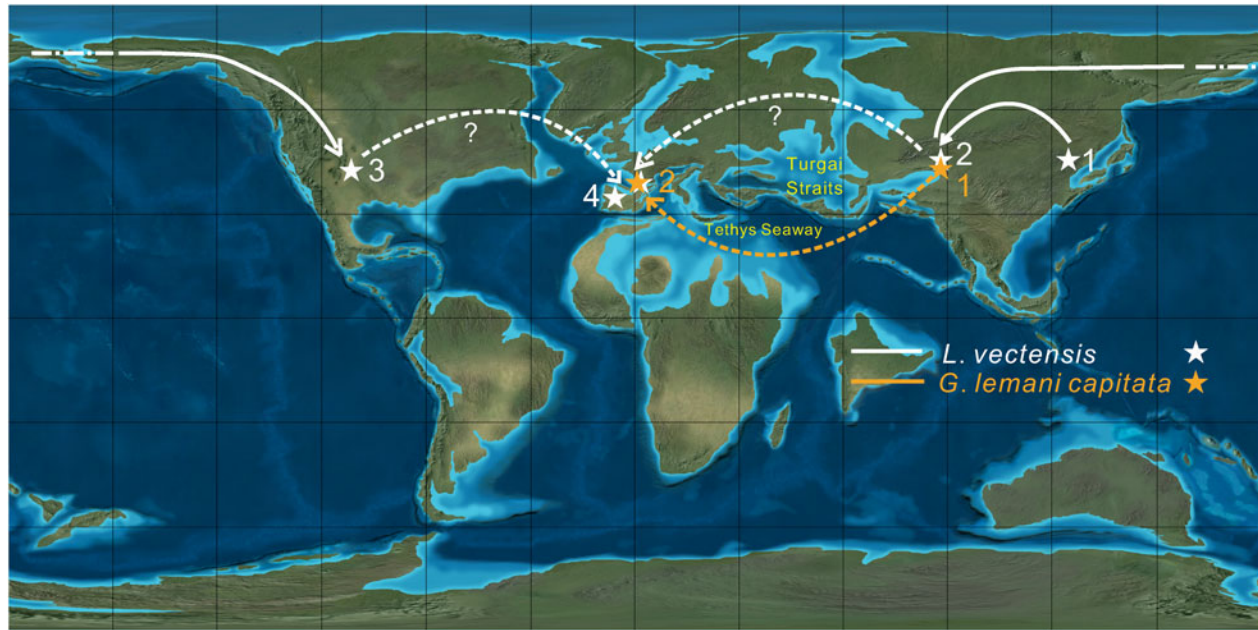 ?
?
3
4
2
Turgai
Straits
2
1
1
Tethys Seaway
L. vectensis
G. lemani capitata